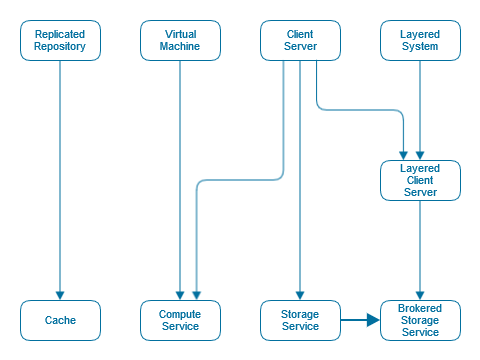 Replicated
Repository
Virtual
Machine
Client
Server
Layered
System
Layered
Client
Server
Cache
Compute
Service
Storage
Service
Brokered
Storage
Service